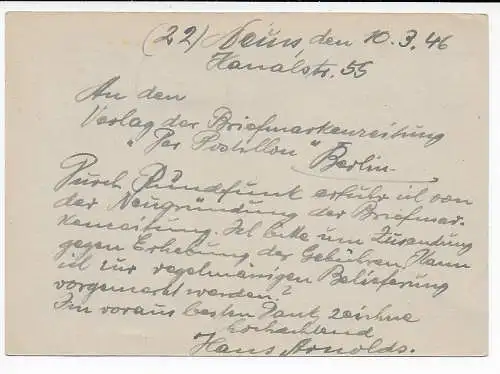 (22) Neuss, den 10.3.46
Kanalstr. 55
An den
Verlag der Briefmarkenzeitung
"Der Postillon" Berlin
Durch Rundfunk erfuhr ich von
der Neugründung der Briefmar-
kenzeitung. Ich bitte um Zusendung
gegen Erhebung der Gebühren. Kann
ich zur regelmäsigen Belieferung
vorgemerkt werden?
Im voraus besten Dank, zeichne
hochachtend
Hans Arnolds.